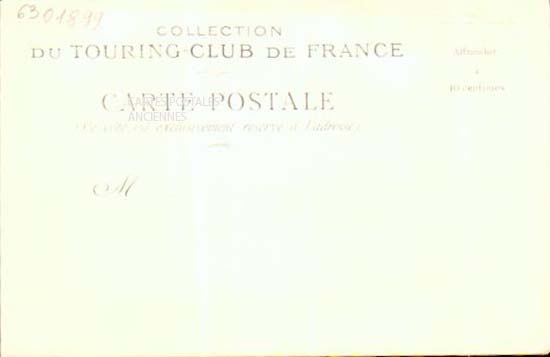 6301899
COLLECTION
DU TOURING-CLUB DE FRANCE
Affranchir
à
10 centimes
CARTE POSTALE
CARTES POSTALES
ANCIENNES
(Ce côté est exclusivement réservé à l'adresse)
M